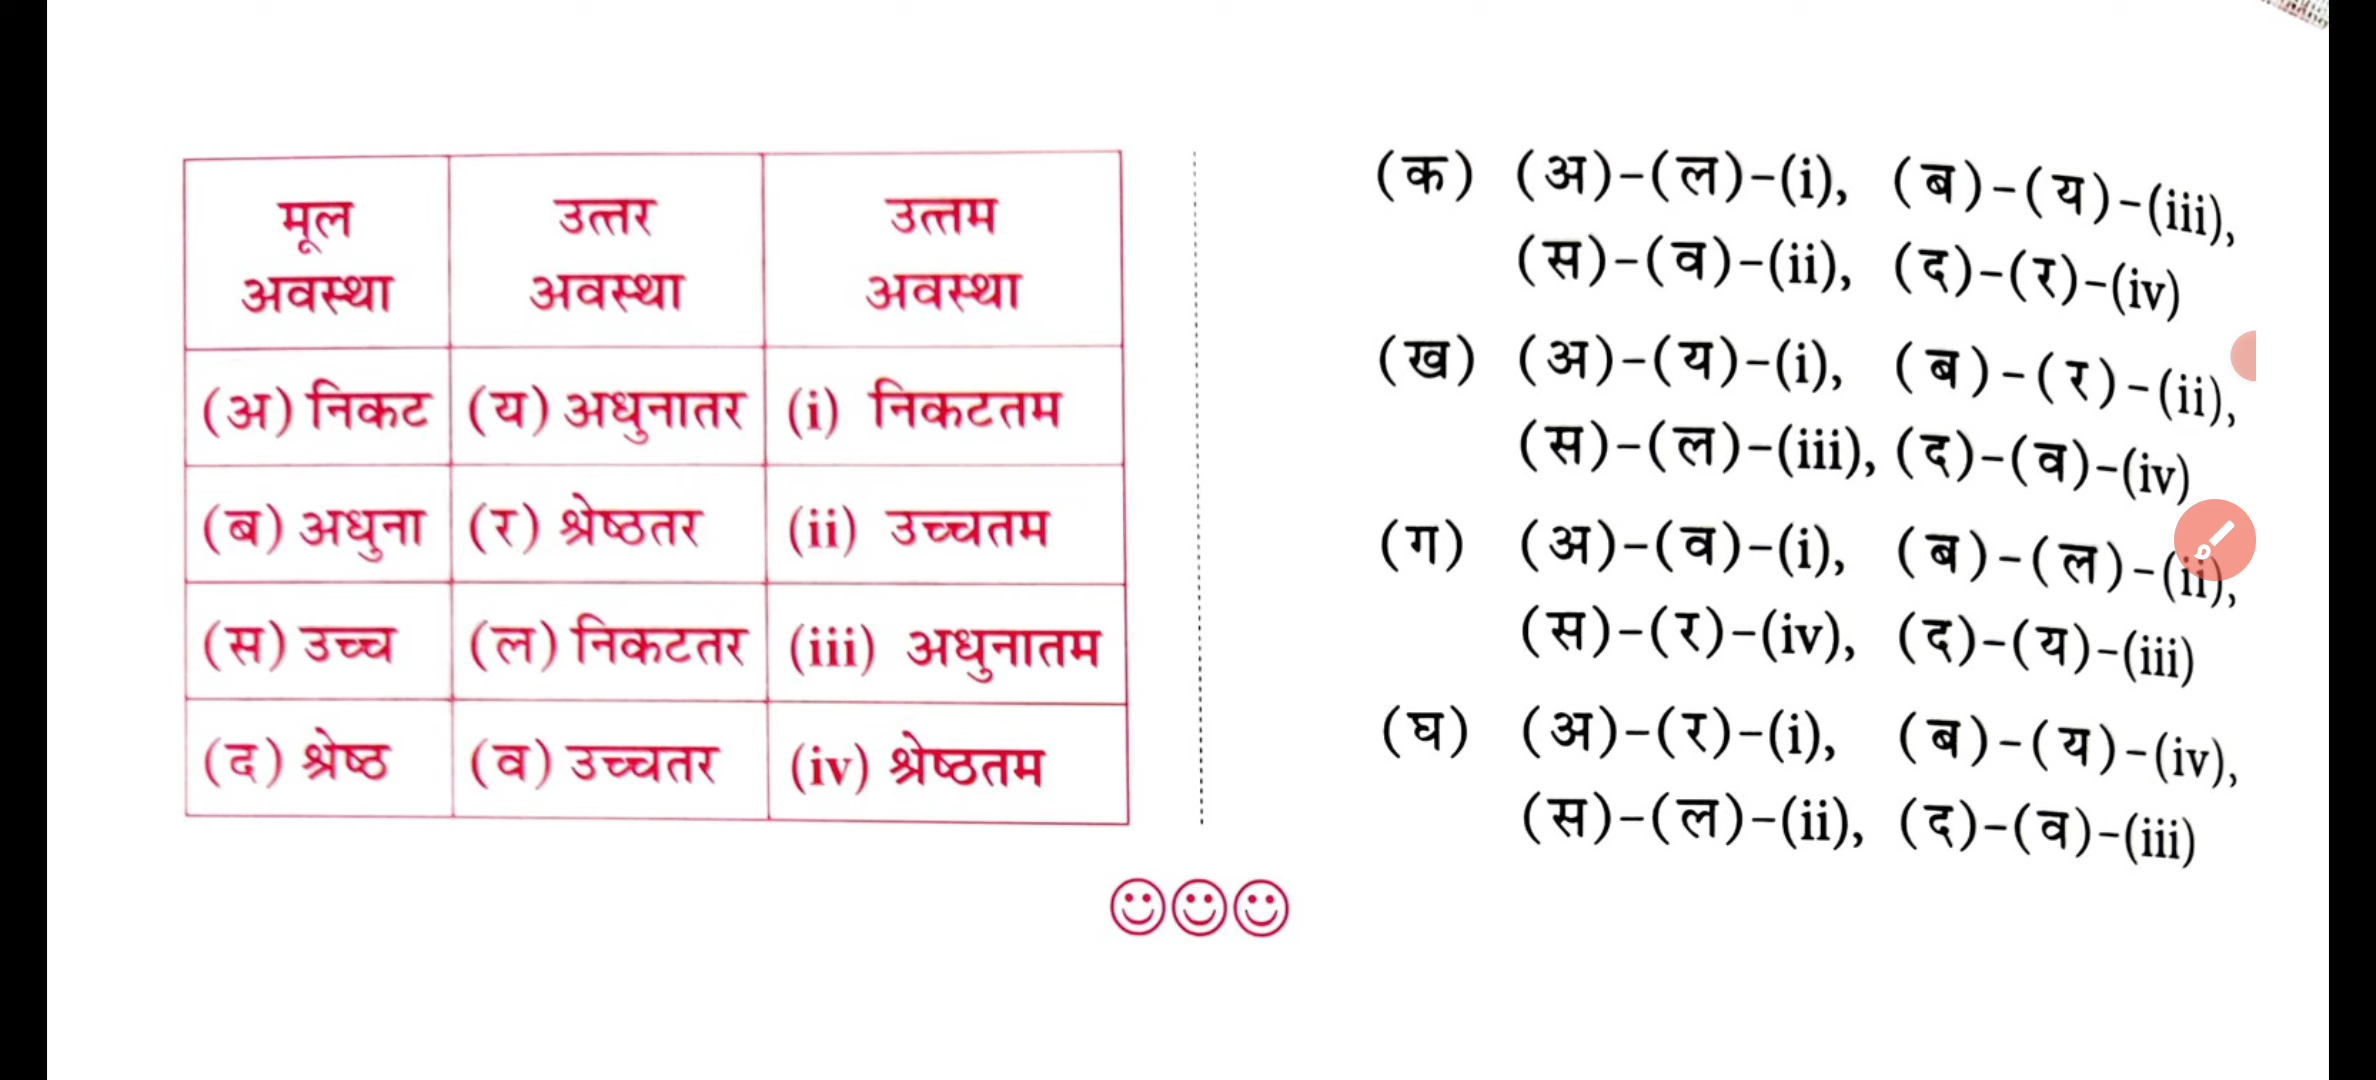 मूल अवस्था उत्तर अवस्था उत्तम अवस्था
(अ) निकट (य) अधुनातर (i) निकटतम
(ब) अधुना (र) श्रेष्ठतर (ii) उच्चतम
(स) उच्च (ल) निकटतर (iii) अधुनातम
(द) श्रेष्ठ (व) उच्चतर (iv) श्रेष्ठतम
(क) (अ)-(ल)-(i), (ब)-(य)-(iii),
(स)-(व)-(ii), (द)-(र)-(iv)
(ख) (अ)-(य)-(i), (ब)-(र)-(ii),
(स)-(ल)-(iii), (द)-(व)-(iv)
(ग) (अ)-(व)-(i), (ब)-(ल)-(ii),
(स)-(र)-(iv), (द)-(य)-(iii)
(घ) (अ)-(र)-(i), (ब)-(य)-(iv),
(स)-(ल)-(ii), (द)-(व)-(iii)